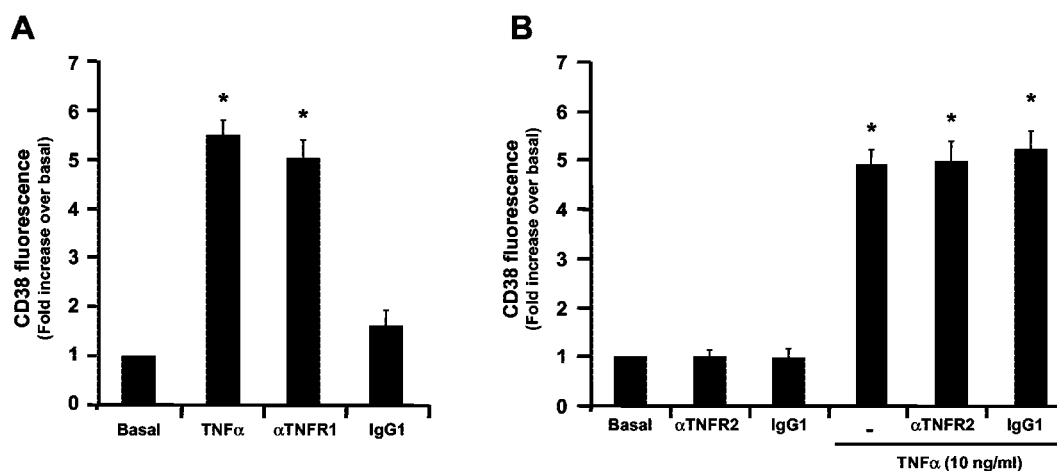 A
CD38 fluorescence
(Fold increase over basal)
7
6
5
4
3
2
1
0
*
*
Basal
TNFα
αTNFR1
IgG1
B
CD38 fluorescence
(Fold increase over basal)
7
6
5
4
3
2
1
0
*
*
*
Basal
αTNFR2
IgG1
-
αTNFR2
IgG1
TNFα (10 ng/ml)